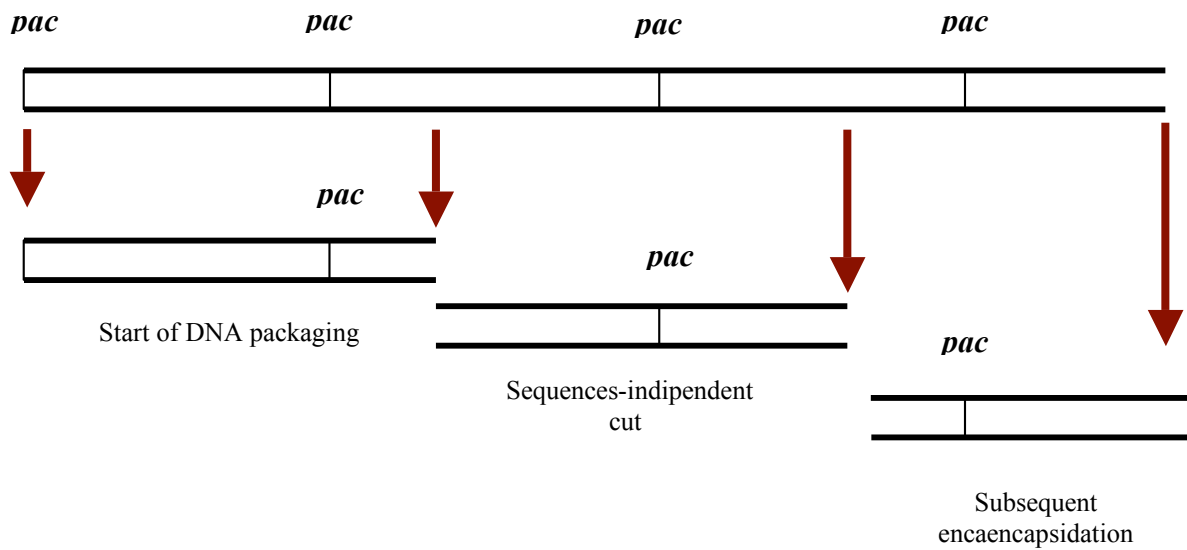 pac pac pac pac
pac
pac
Start of DNA packaging
pac
Sequences-indipendent
cut
Subsequent
encaencapsidation